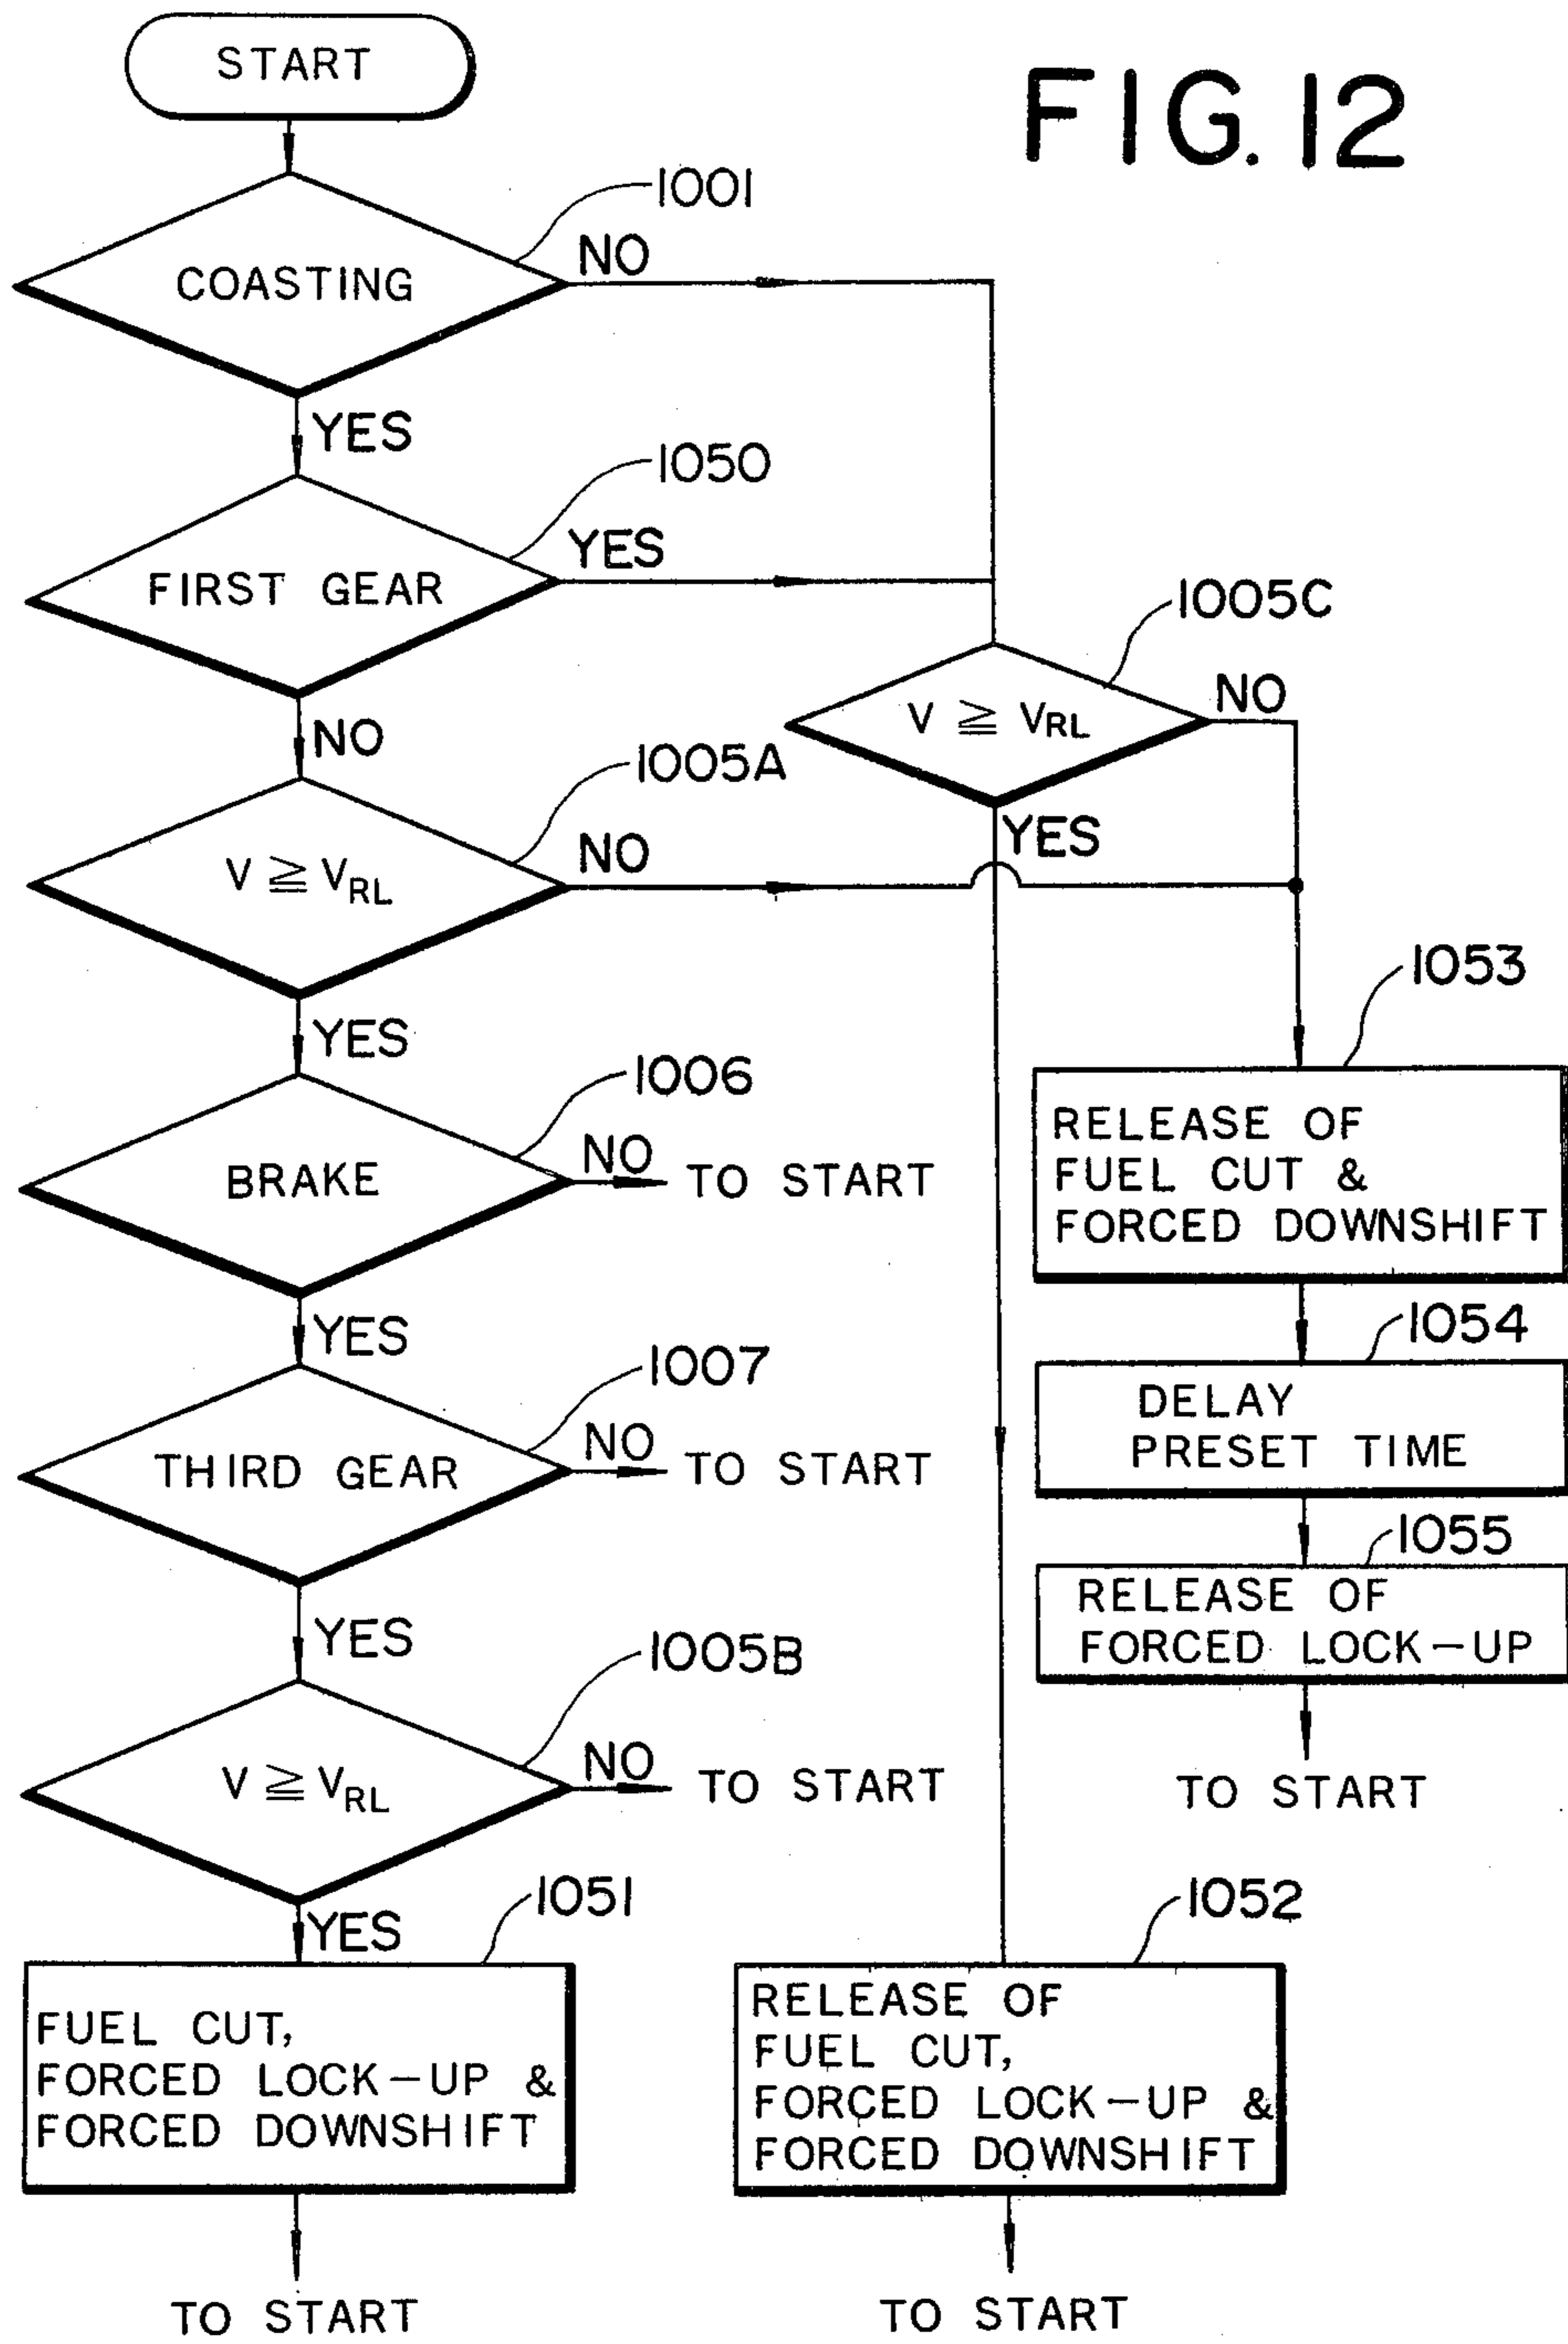 START
FIG. 12
1001
COASTING
NO
YES
1050
FIRST GEAR
YES
NO
1005C
V ≧ VRL
NO
YES
1005A
V ≧ VRL
NO
YES
1006
BRAKE
NO
TO START
YES
1007
THIRD GEAR
NO
TO START
YES
1005B
V ≧ VRL
NO
TO START
YES
1051
FUEL CUT,
FORCED LOCK-UP &
FORCED DOWNSHIFT
TO START
1052
RELEASE OF
FUEL CUT,
FORCED LOCK-UP &
FORCED DOWNSHIFT
TO START
1053
RELEASE OF
FUEL CUT &
FORCED DOWNSHIFT
1054
DELAY
PRESET TIME
1055
RELEASE OF
FORCED LOCK-UP
TO START